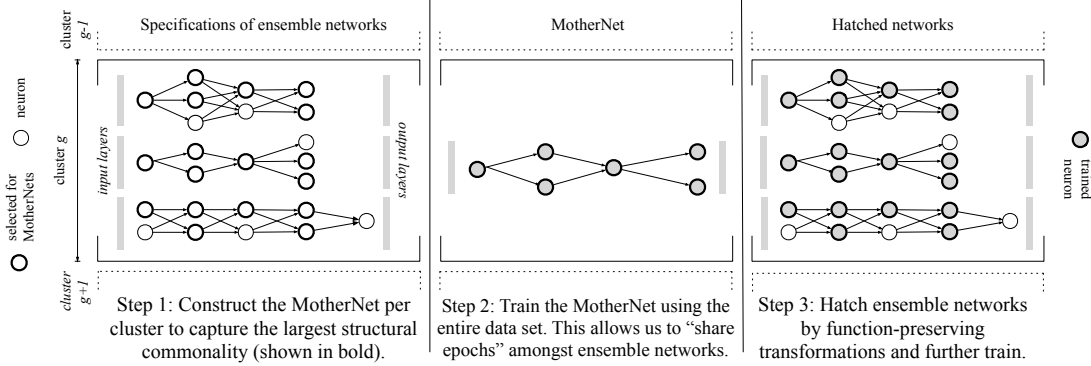 cluster
g-1
Specifications of ensemble networks
MotherNet
Hatched networks
neuron
selected for
MotherNets
cluster g
input layers
output layers
trained
neuron
cluster
g+1
Step 1: Construct the MotherNet per
cluster to capture the largest structural
commonality (shown in bold).
Step 2: Train the MotherNet using the
entire data set. This allows us to “share
epochs” amongst ensemble networks.
Step 3: Hatch ensemble networks
by function-preserving
transformations and further train.